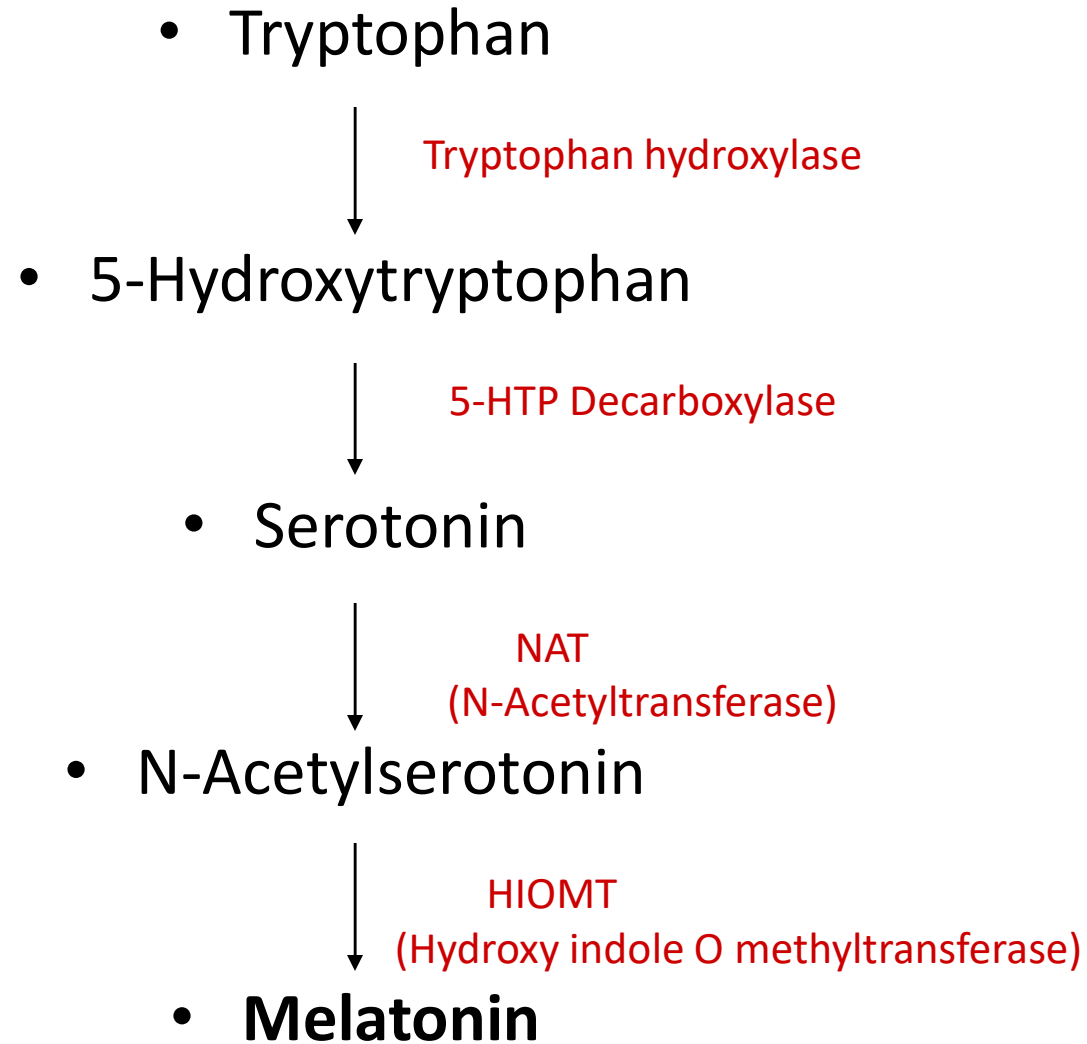 • Tryptophan
Tryptophan hydroxylase
• 5-Hydroxytryptophan
5-HTP Decarboxylase
• Serotonin
NAT
(N-Acetyltransferase)
• N-Acetylserotonin
HIOMT
(Hydroxy indole O methyltransferase)
• Melatonin